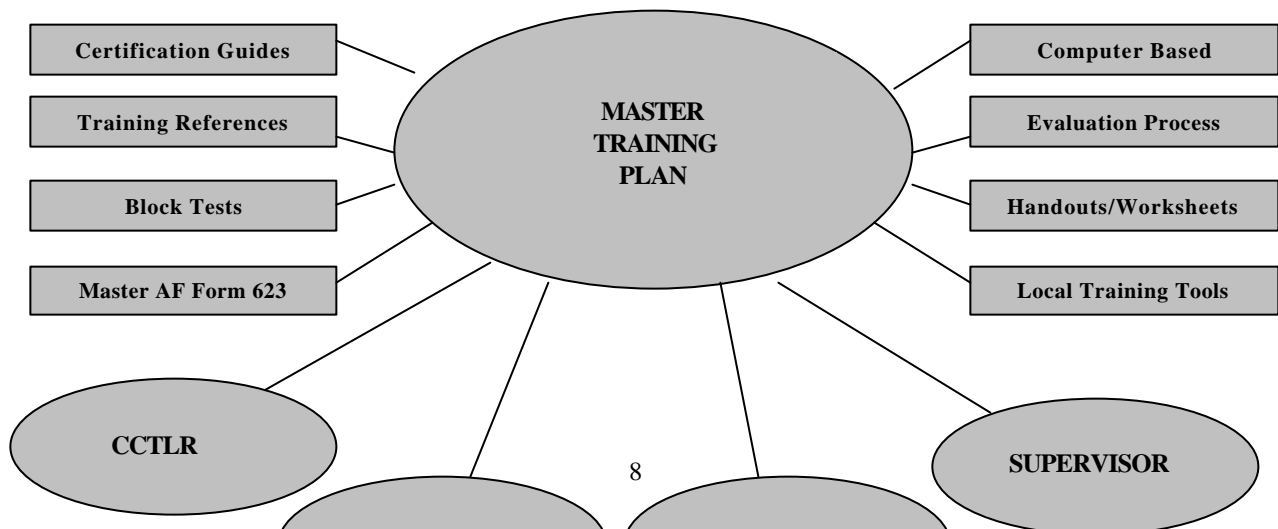 Certification Guides
Training References
Block Tests
Master AF Form 623
MASTER
TRAINING
PLAN
Computer Based
Evaluation Process
Handouts/Worksheets
Local Training Tools
CCTLR
SUPERVISOR
8